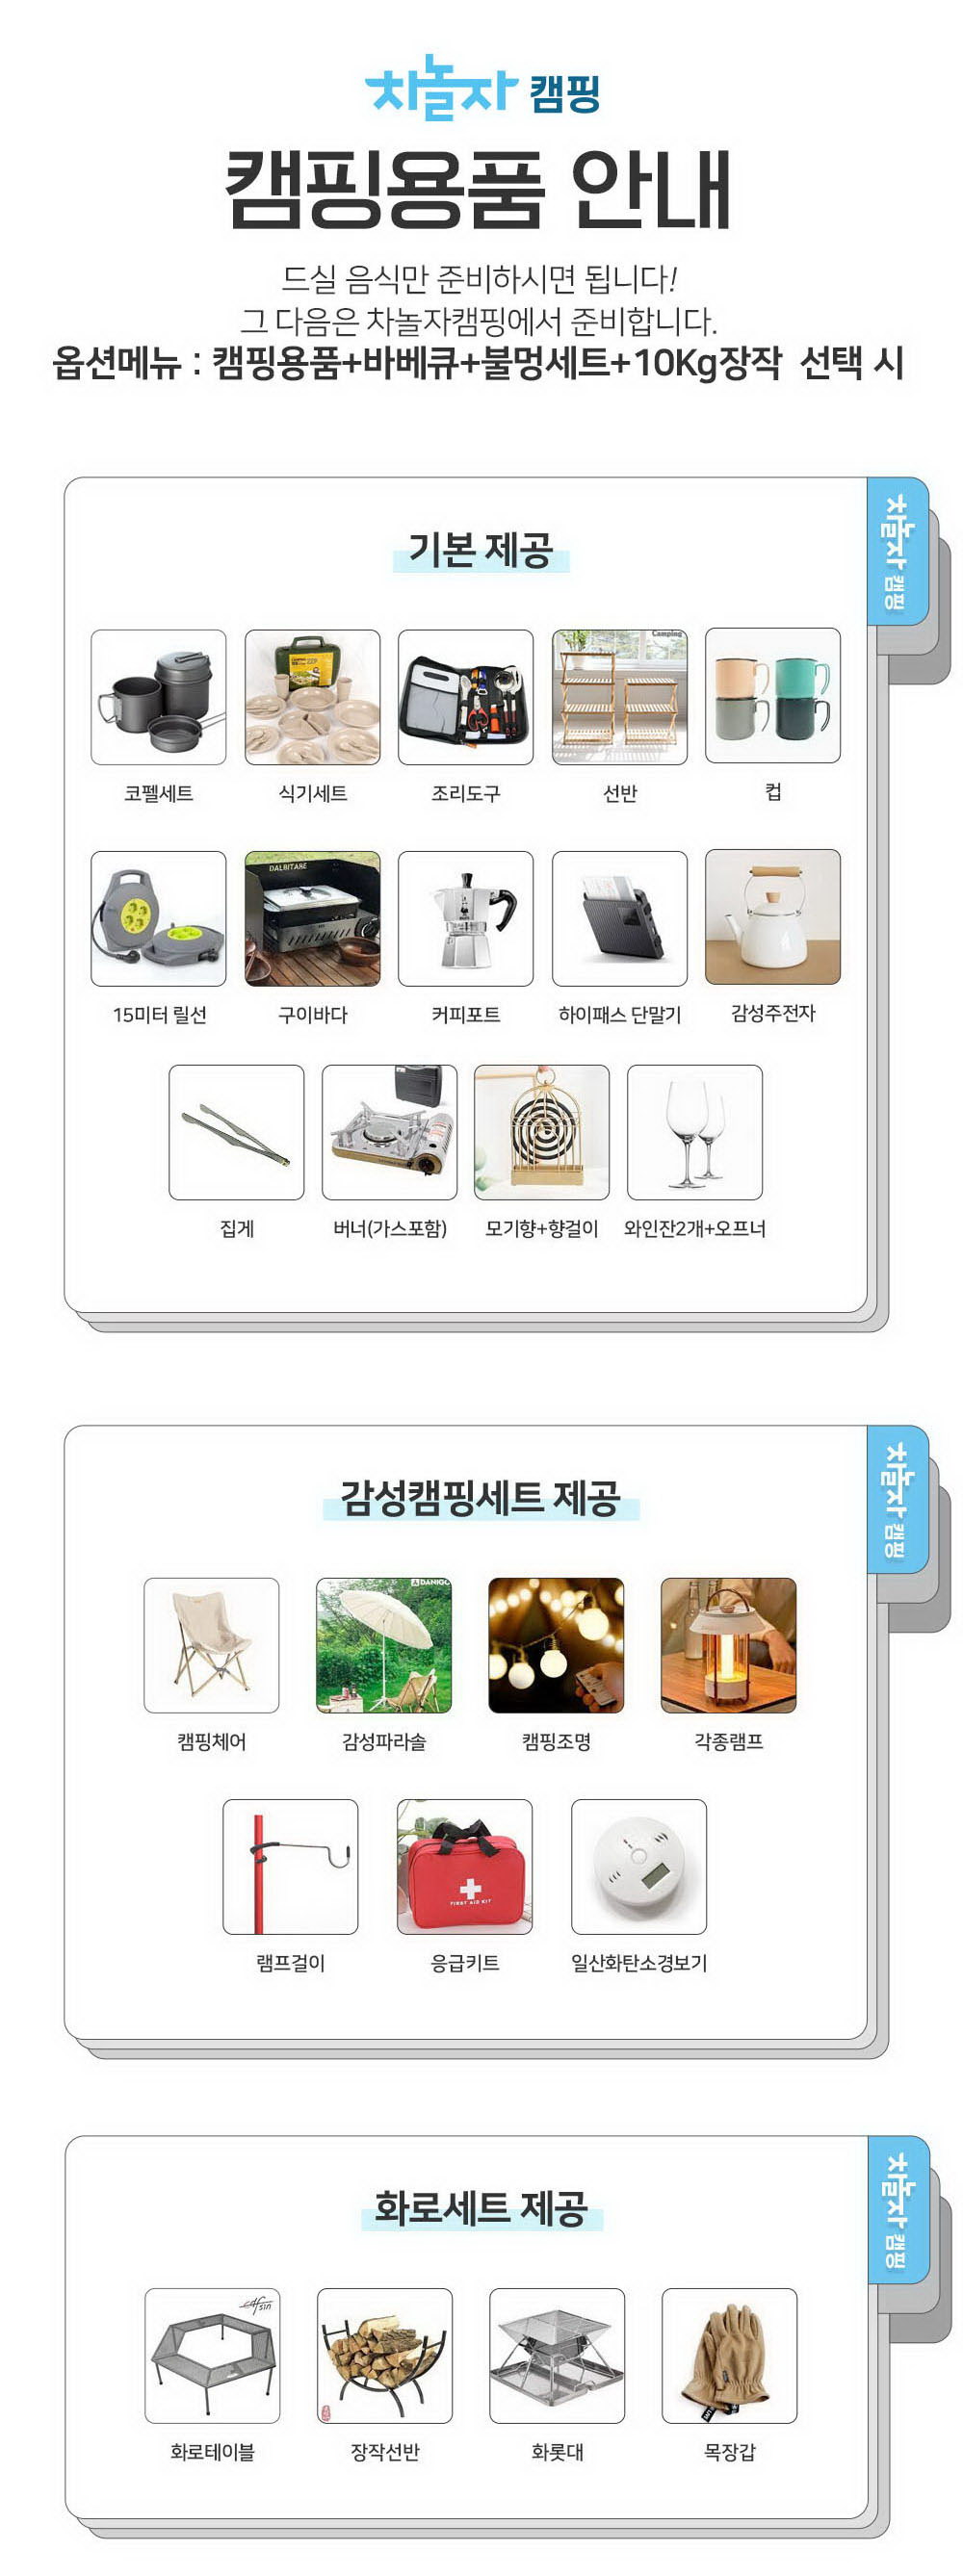 차놀자 캠핑
캠핑용품 안내
드실 음식만 준비하시면 됩니다!
그 다음은 차놀자캠핑에서 준비합니다.
옵션메뉴 : 캠핑용품+바베큐+불멍세트+10Kg장작 선택 시
차놀자 캠핑
기본 제공
Camping
코펠세트 식기세트 조리도구 선반 컵
DALBITARE
15미터 릴선 구이바다 커피포트 하이패스 단말기 감성주전자
집게 버너(가스포함) 모기향+향걸이 와인잔2개+오프너
차놀자 캠핑
감성캠핑세트 제공
캠핑체어 감성파라솔 캠핑조명 각종램프
FIRST AID KIT
램프걸이 응급키트 일산화탄소경보기
차놀자 캠핑
화로세트 제공
화로테이블 장작선반 화롯대 목장갑